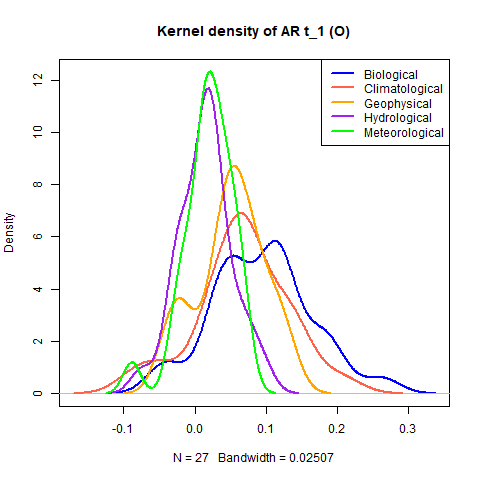 Kernel density of AR t_1 (O)
Biological
Climatological
Geophysical
Hydrological
Meteorological
Density
12
10
8
6
4
2
0
-0.1
0.0
0.1
0.2
0.3
N = 27 Bandwidth = 0.02507